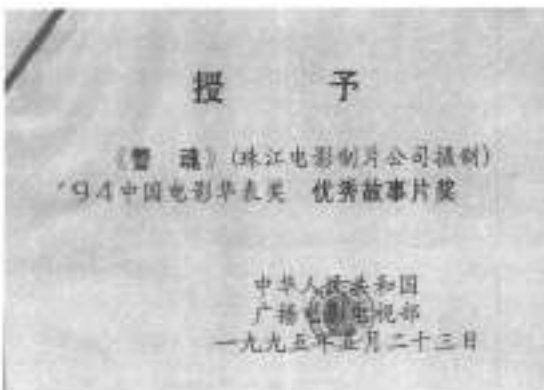 授 予
《警 魂》(珠江电影制片公司摄制)
'94中国电影华表奖 优秀故事片奖
中华人民共和国
广播电影电视部
一九九五年五月二十三日